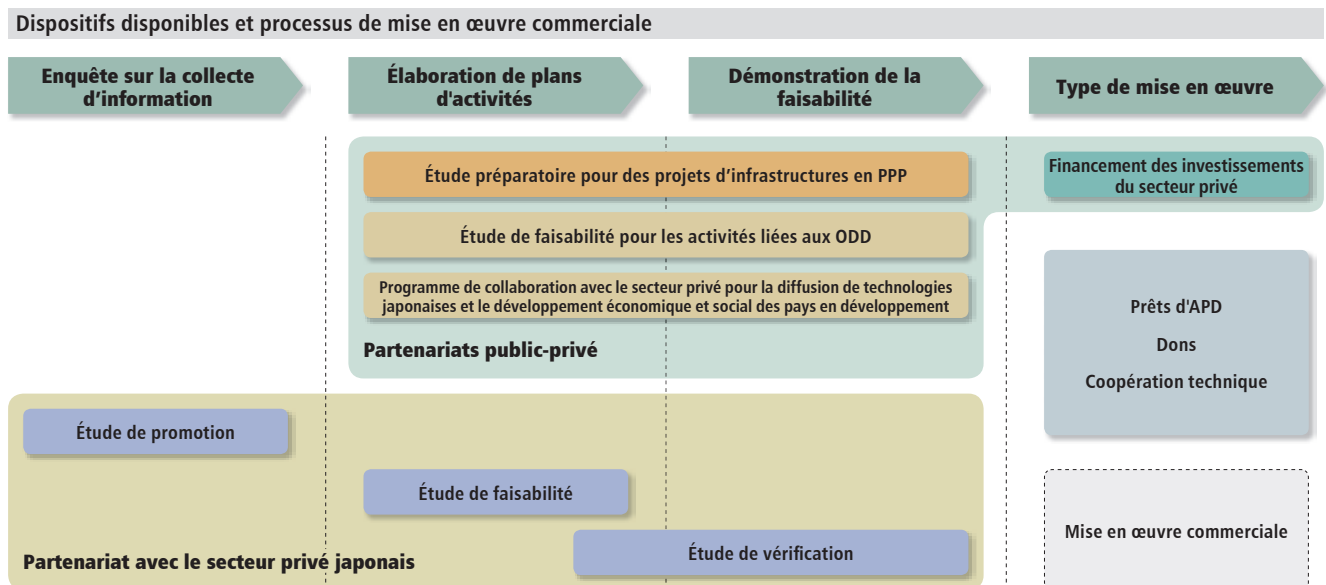 Dispositifs disponibles et processus de mise en œuvre commerciale
Enquête sur la collecte
d’information
Élaboration de plans
d'activités
Démonstration de la
faisabilité
Type de mise en œuvre
Étude préparatoire pour des projets d’infrastructures en PPP
Financement des investissements
du secteur privé
Étude de faisabilité pour les activités liées aux ODD
Programme de collaboration avec le secteur privé pour la diffusion de technologies
japonaises et le développement économique et social des pays en développement
Partenariats public-privé
Prêts d'APD
Dons
Coopération technique
Étude de promotion
Étude de faisabilité
Étude de vérification
Partenariat avec le secteur privé japonais
Mise en œuvre commerciale